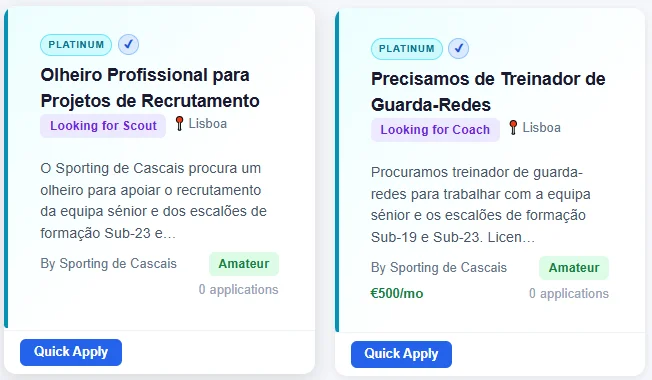 PLATINUM
Olheiro Profissional para
Projetos de Recrutamento
Looking for Scout
Lisboa
O Sporting de Cascais procura um
olheiro para apoiar o recrutamento
da equipa sénior e dos escalões de
formação Sub-23 e…
By Sporting de Cascais
Amateur
0 applications
Quick Apply
PLATINUM
Precisamos de Treinador de
Guarda-Redes
Looking for Coach
Lisboa
Procuramos treinador de guarda-
redes para trabalhar com a equipa
sénior e os escalões de formação
Sub-19 e Sub-23. Licen…
By Sporting de Cascais
Amateur
€500/mo
0 applications
Quick Apply